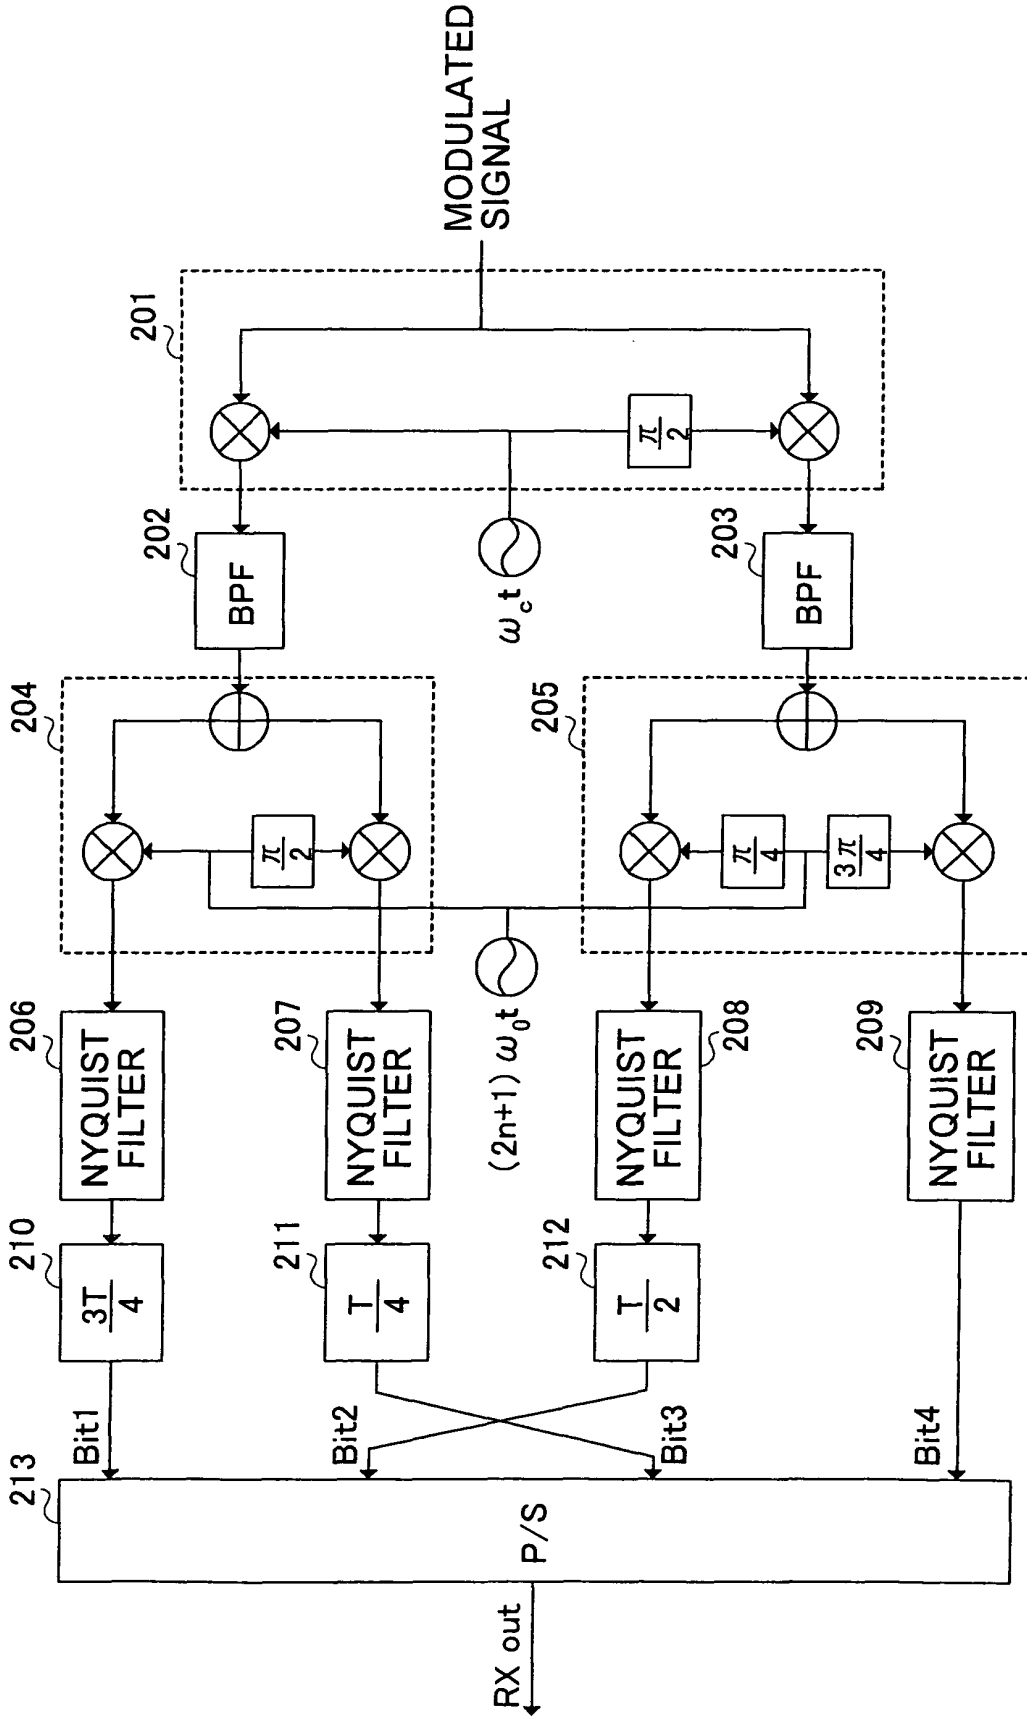 MODULATED
SIGNAL
201
π/2
ω_c t
202
BPF
203
BPF
204
π/2
205
π/4
3π/4
(2n+1) ω_0 t
206
NYQUIST
FILTER
207
NYQUIST
FILTER
208
NYQUIST
FILTER
209
NYQUIST
FILTER
210
3T/4
211
T/4
212
T/2
Bit1
Bit2
Bit3
Bit4
213
P/S
RX out